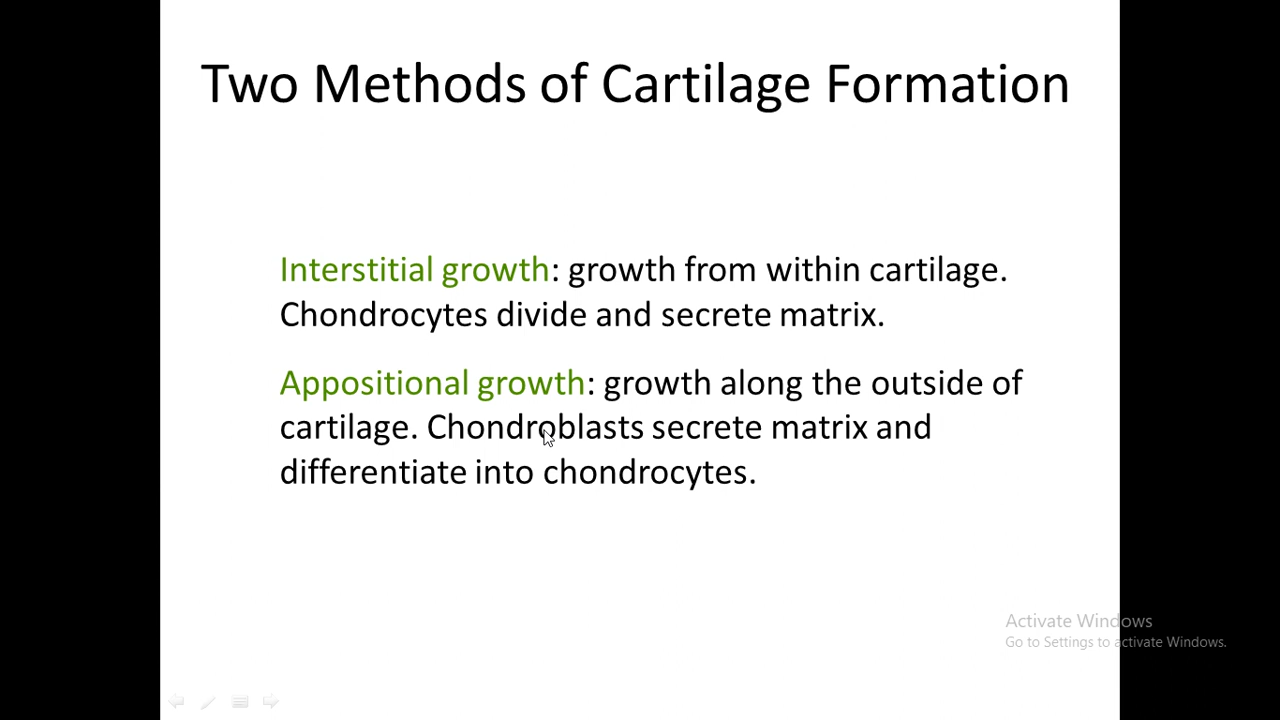 Two Methods of Cartilage Formation
Interstitial growth: growth from within cartilage.
Chondrocytes divide and secrete matrix.
Appositional growth: growth along the outside of
cartilage. Chondroblasts secrete matrix and
differentiate into chondrocytes.
Activate Windows
Go to Settings to activate Windows.